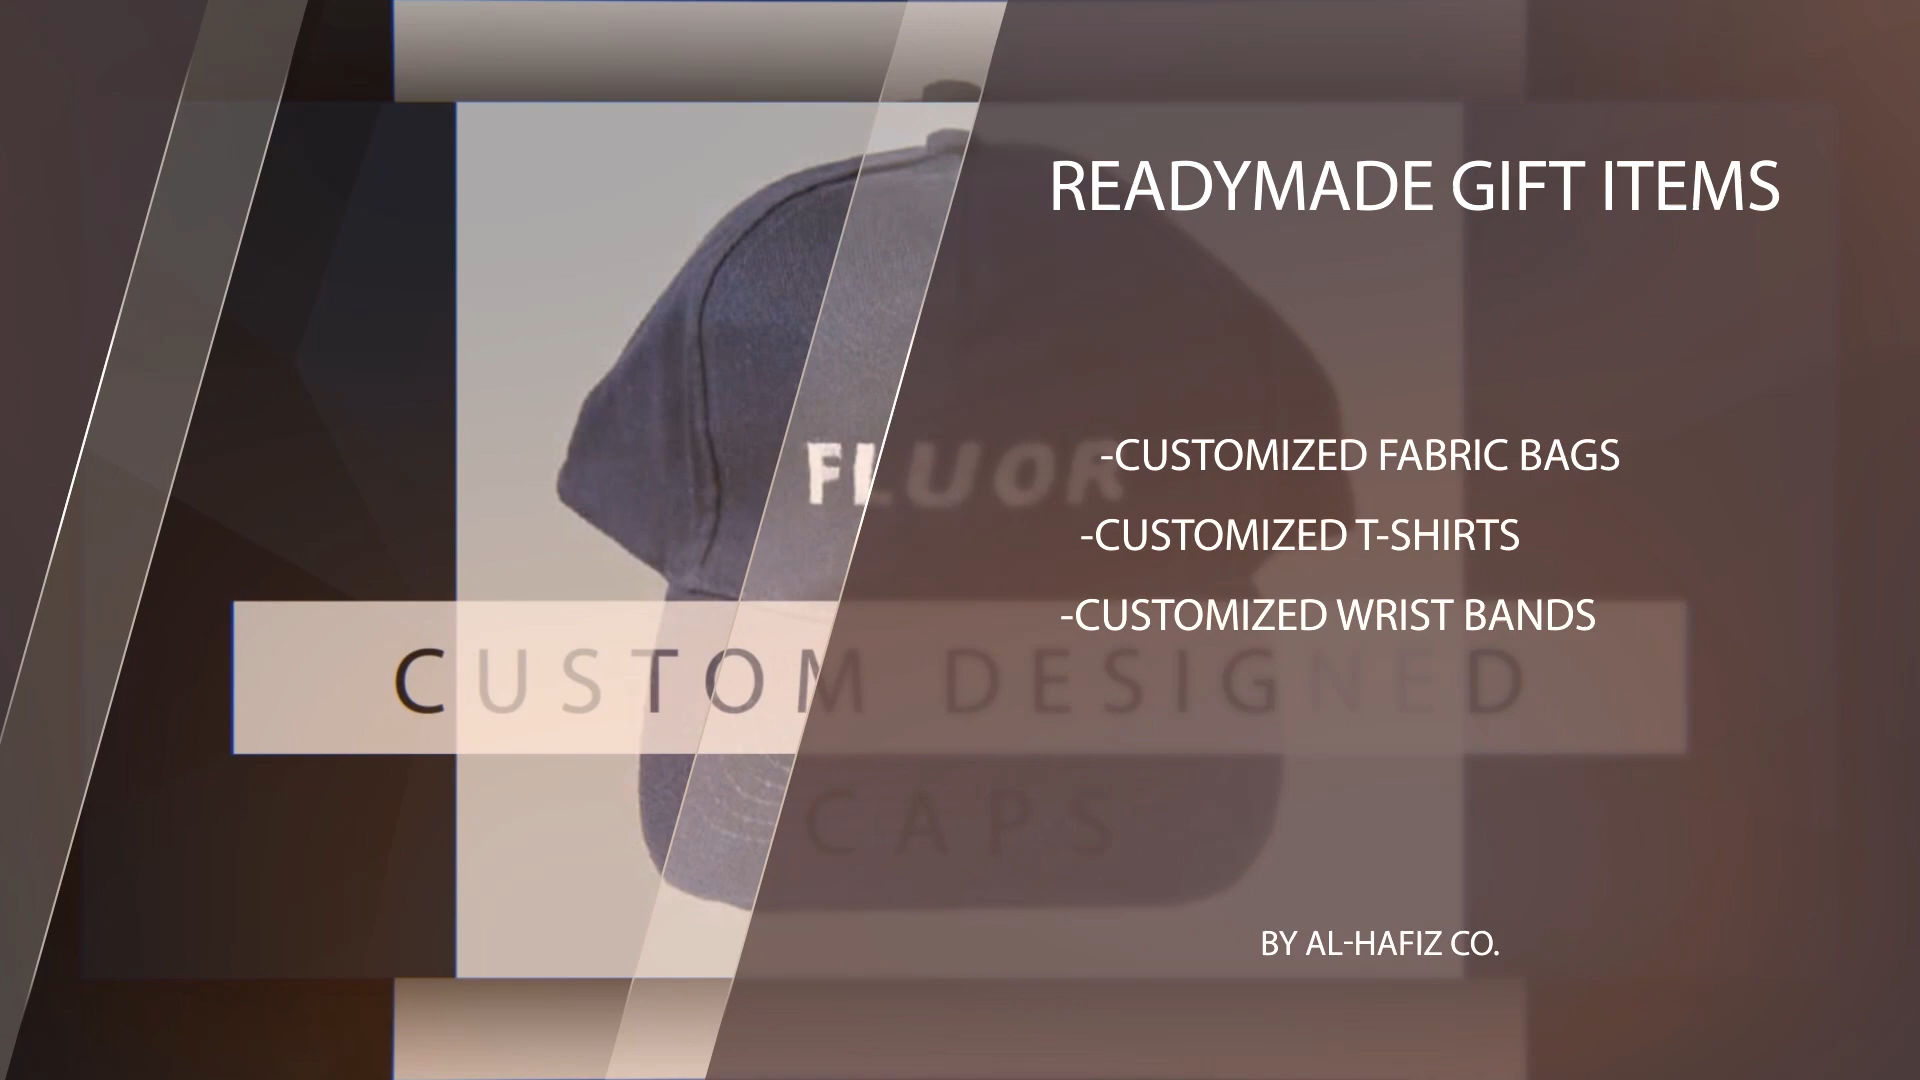 READYMADE GIFT ITEMS
FLUOR
-CUSTOMIZED FABRIC BAGS
-CUSTOMIZED T-SHIRTS
-CUSTOMIZED WRIST BANDS
CUSTOM DESIGNED
CAPS
BY AL-HAFIZ CO.